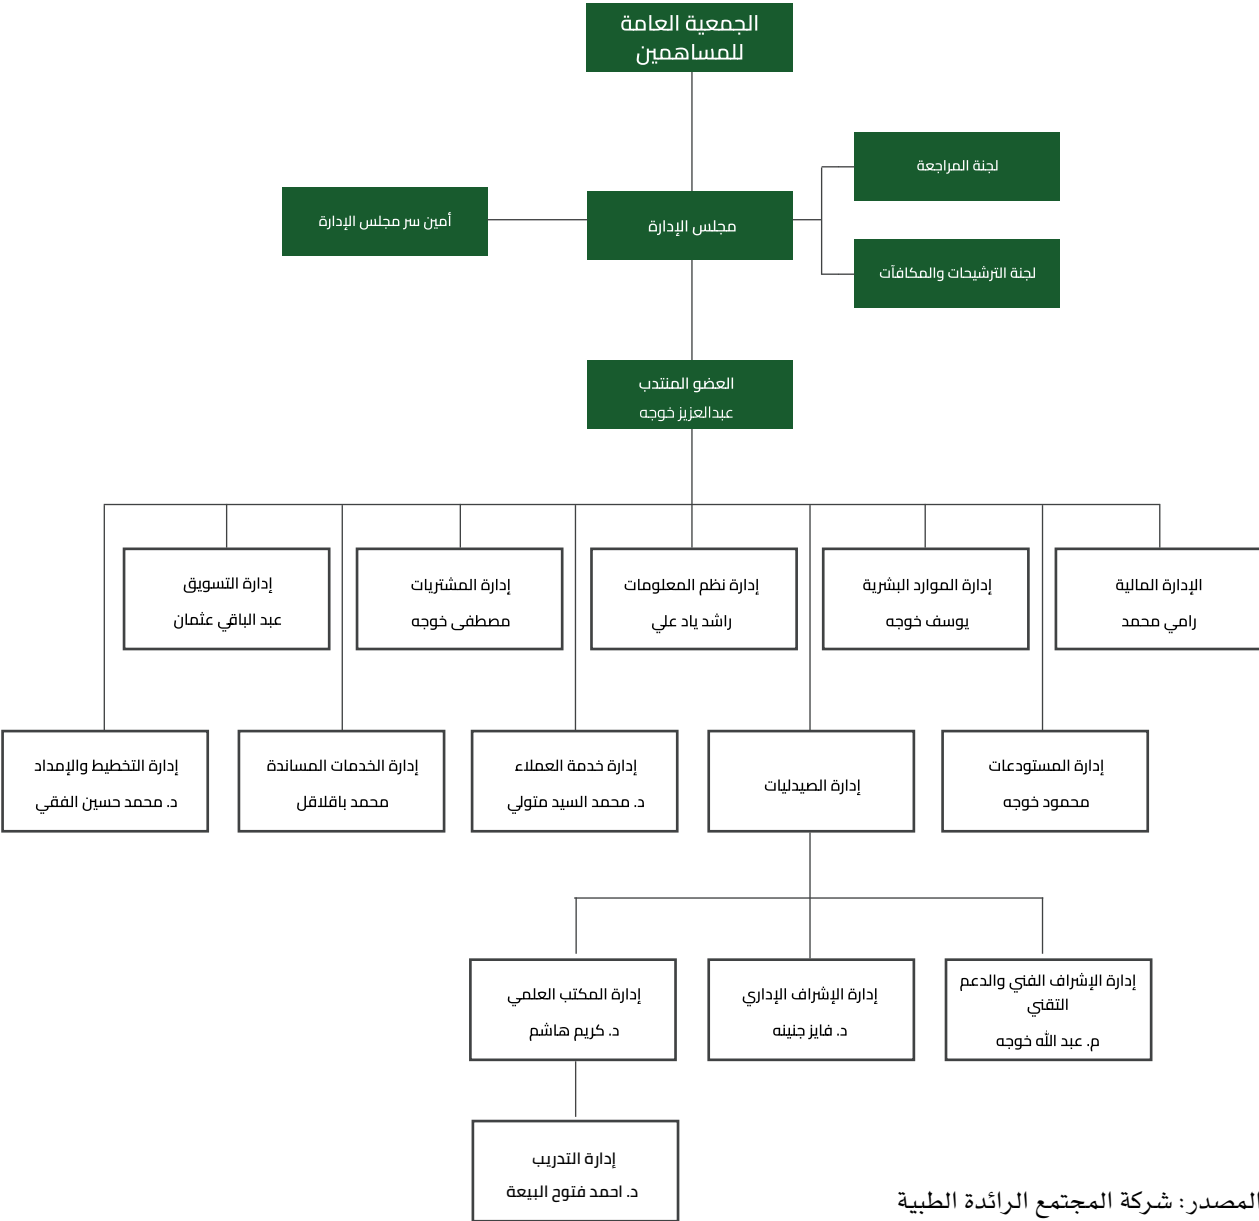 الجمعية العامة
للمساهمين
لجنة المراجعة
مجلس الإدارة
أمين سر مجلس الإدارة
لجنة الترشيحات والمكافآت
العضو المنتدب
عبدالعزيز خوجه
الإدارة المالية
رامي محمد
إدارة الموارد البشرية
يوسف خوجه
إدارة نظم المعلومات
راشد ياد علي
إدارة المشتريات
مصطفى خوجه
إدارة التسويق
عبد الباقي عثمان
إدارة المستودعات
محمود خوجه
إدارة الصيدليات
إدارة خدمة العملاء
د. محمد السيد متولي
إدارة الخدمات المساندة
محمد باقلاقل
إدارة التخطيط والإمداد
د. محمد حسين الفقي
إدارة الإشراف الفني والدعم
التقني
م. عبد الله خوجه
إدارة الإشراف الإداري
د. فايز جنينه
إدارة المكتب العلمي
د. كريم هاشم
إدارة التدريب
د. احمد فتوح البيعة
المصدر: شركة المجتمع الرائدة الطبية